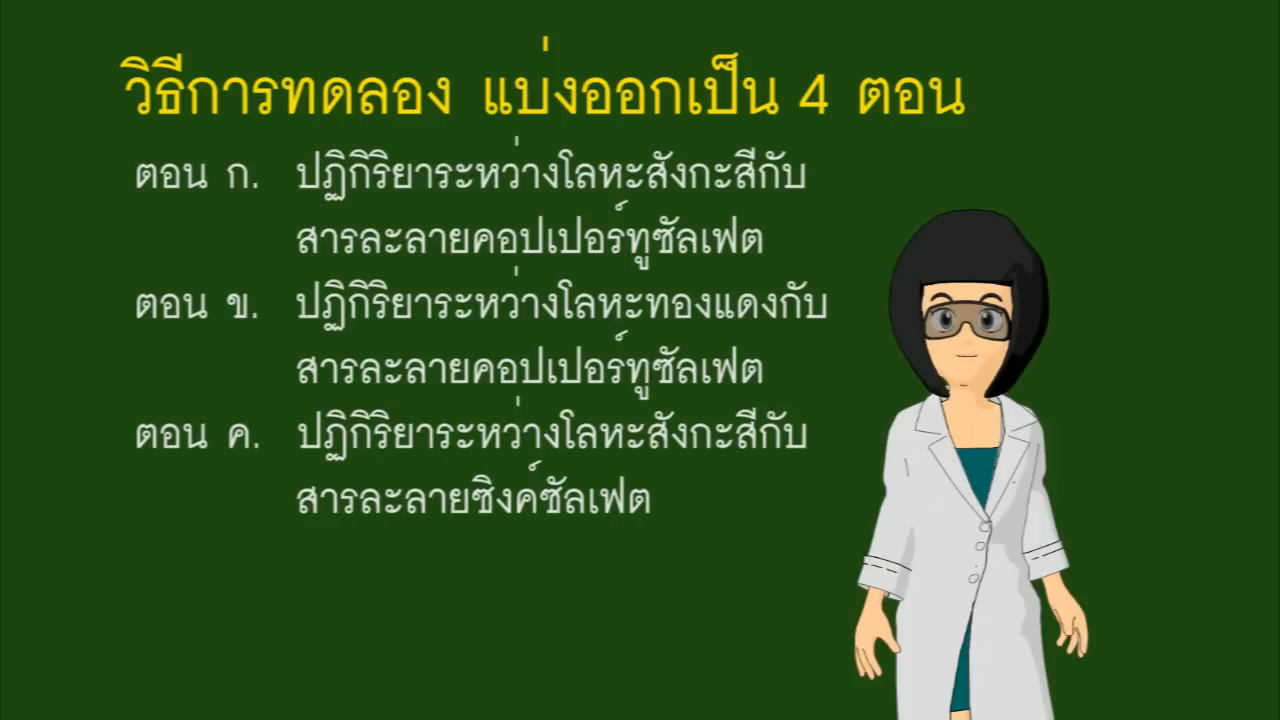 วิธีการทดลอง แบ่งออกเป็น 4 ตอน
ตอน ก. ปฏิกิริยาระหว่างโลหะสังกะสีกับ
สารละลายคอปเปอร์ทูซัลเฟต
ตอน ข. ปฏิกิริยาระหว่างโลหะทองแดงกับ
สารละลายคอปเปอร์ทูซัลเฟต
ตอน ค. ปฏิกิริยาระหว่างโลหะสังกะสีกับ
สารละลายซิงค์ซัลเฟต